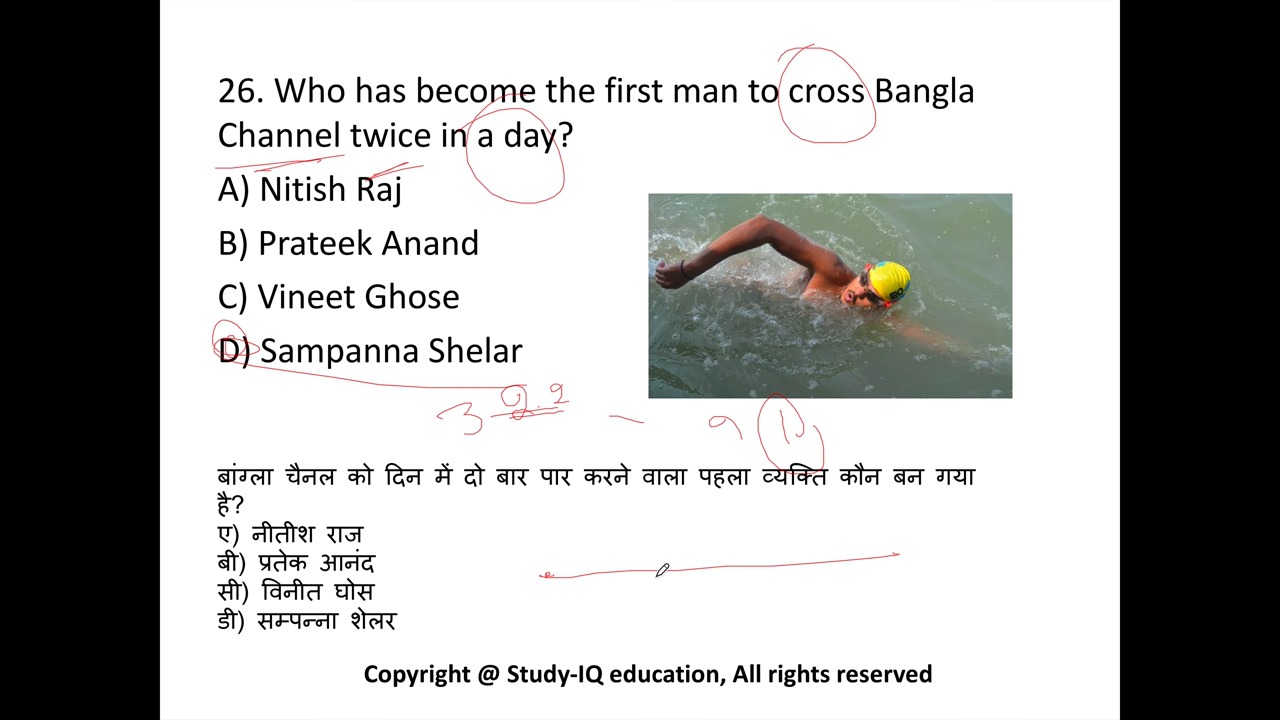 26. Who has become the first man to cross Bangla
Channel twice in a day?
A) Nitish Raj
B) Prateek Anand
C) Vineet Ghose
D) Sampanna Shelar
बांग्ला चैनल को दिन में दो बार पार करने वाला पहला व्यक्ति कौन बन गया
है?
ए) नीतीश राज
बी) प्रतेक आनंद
सी) विनीत घोस
डी) सम्पन्ना शेलर
Copyright @ Study-IQ education, All rights reserved